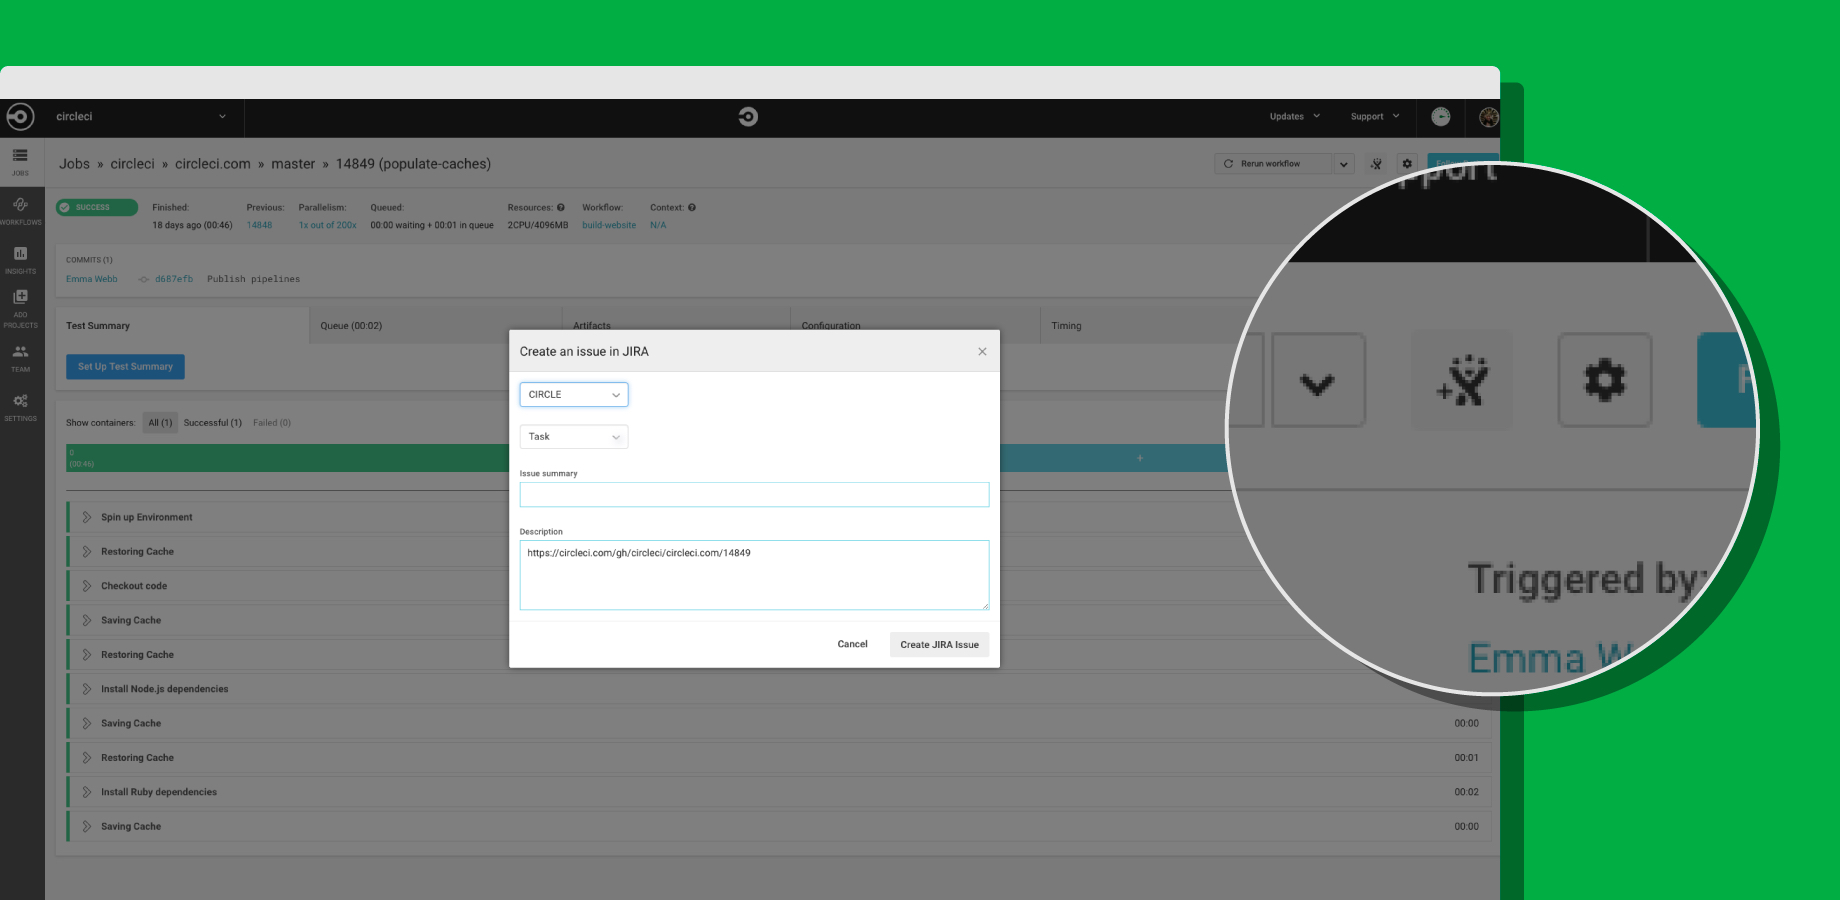 circleci
Updates
Support
JOBS
WORKFLOWS
INSIGHTS
ADD
PROJECTS
TEAM
SETTINGS
Jobs » circleci » circleci.com » master » 14849 (populate-caches)
Rerun workflow
SUCCESS
Finished:
18 days ago (00:46)
Previous:
14848
Parallelism:
1x out of 200x
Queued:
00:00 waiting + 00:01 in queue
Resources:
2CPU/4096MB
Workflow:
build-website
Context:
N/A
COMMITS (1)
Emma Webb d687efb Publish pipelines
Test Summary
Queue (00:02)
Artifacts
Configuration
Timing
Set Up Test Summary
Show containers: All (1) Successful (1) Failed (0)
0
(00:46)
+
Spin up Environment
Restoring Cache
Checkout code
Saving Cache
Restoring Cache
Install Node.js dependencies
Saving Cache 00:00
Restoring Cache 00:01
Install Ruby dependencies 00:02
Saving Cache 00:00
Create an issue in JIRA
CIRCLE
Task
Issue summary
Description
https://circleci.com/gh/circleci/circleci.com/14849
Cancel
Create JIRA Issue
Triggered by:
Emma W